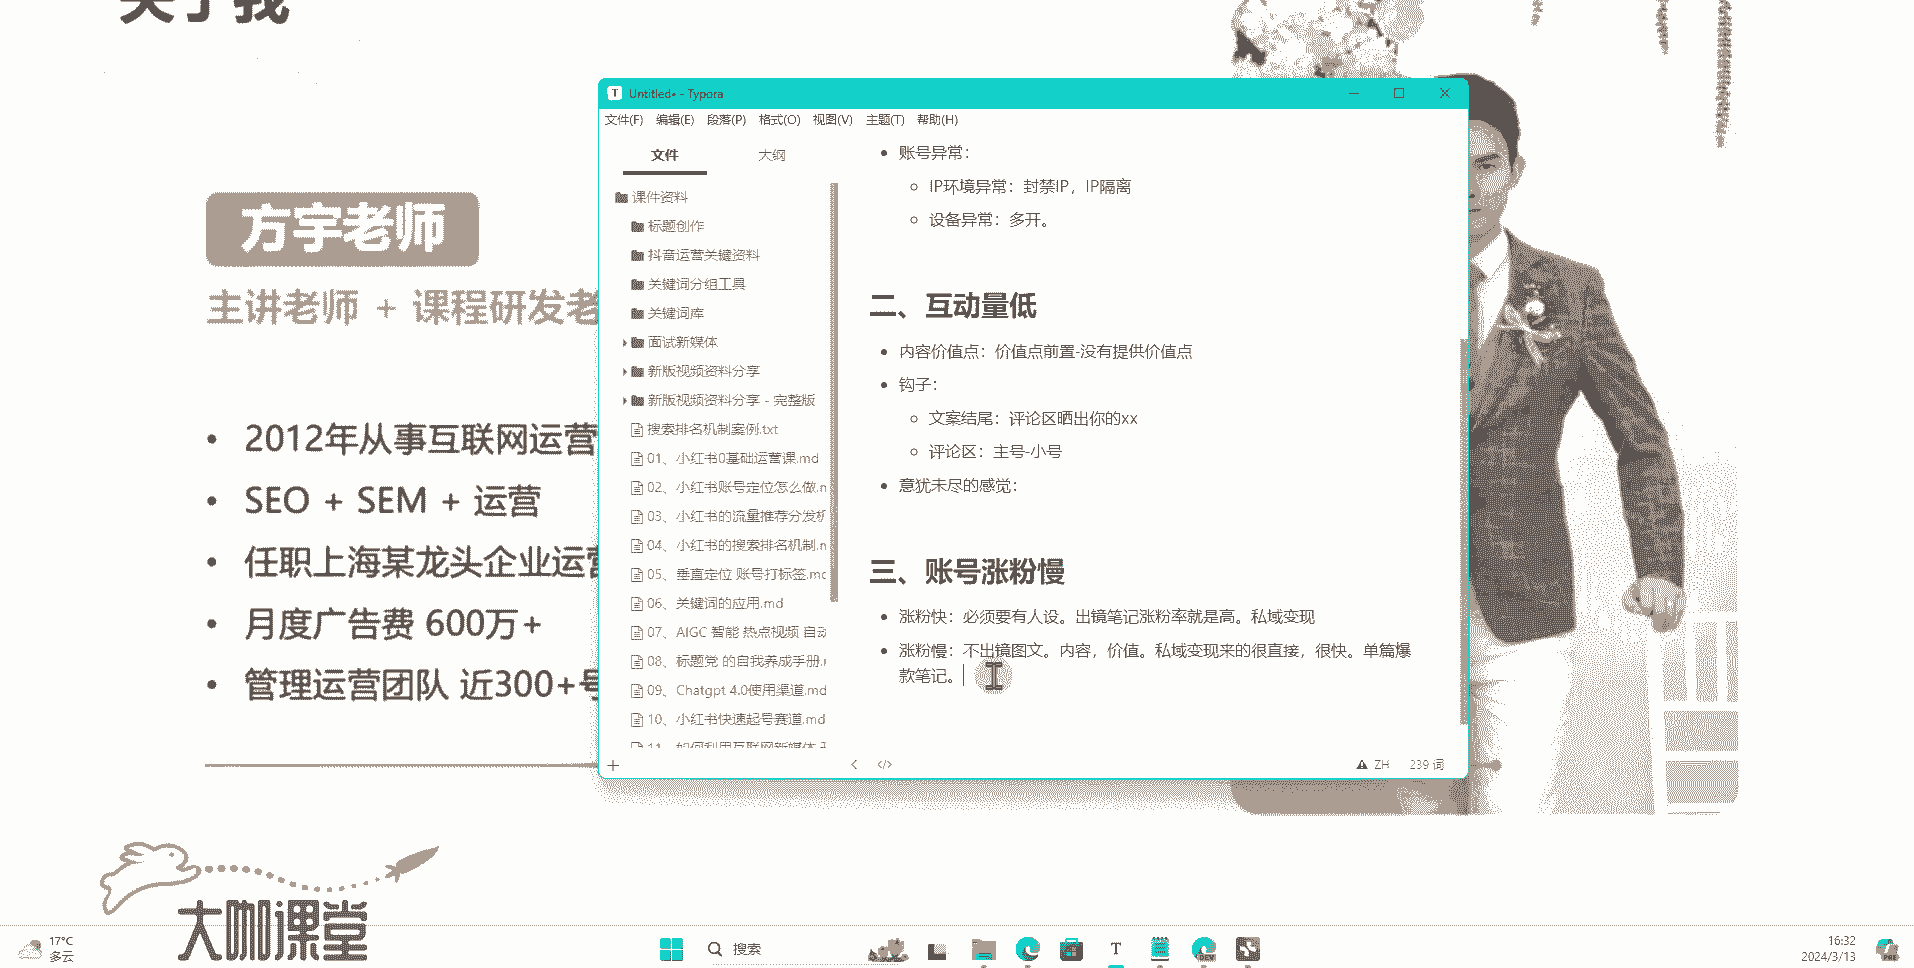 关于我
方宇老师
主讲老师 + 课程研发老
2012年从事互联网运营
SEO + SEM + 运营
任职上海某龙头企业运营
月度广告费 600万+
管理运营团队 近300+号
大咖课堂
Untitled• - Typora
文件(F) 编辑(E) 段落(P) 格式(O) 视图(V) 主题(T) 帮助(H)
文件 大纲
课件资料
标题创作
抖音运营关键资料
关键词分组工具
关键词库
面试新媒体
新版视频资料分享
新版视频资料分享 - 完整版
搜索排名机制案例.txt
01、小红书0基础运营课.md
02、小红书账号定位怎么做.m
03、小红书的流量推荐分发机
04、小红书的搜索排名机制.m
05、垂直定位 账号打标签.md
06、关键词的应用.md
07、AIGC 智能 热点视频 自动
08、标题党 的自我养成手册.m
09、Chatgpt 4.0使用渠道.md
10、小红书快速起号赛道.md
11、如何利用互联网新媒体
账号异常：
IP环境异常：封禁IP，IP隔离
设备异常：多开。
二、互动量低
内容价值点：价值点前置-没有提供价值点
钩子：
文案结尾：评论区晒出你的xx
评论区：主号-小号
意犹未尽的感觉：
三、账号涨粉慢
涨粉快：必须要有人设。出镜笔记涨粉率就是高。私域变现
涨粉慢：不出镜图文。内容，价值。私域变现来的很直接，很快。单篇爆
款笔记。
ZH 239 词
17°C
多云
搜索
T
DEV
16:32
2024/3/13
PRE